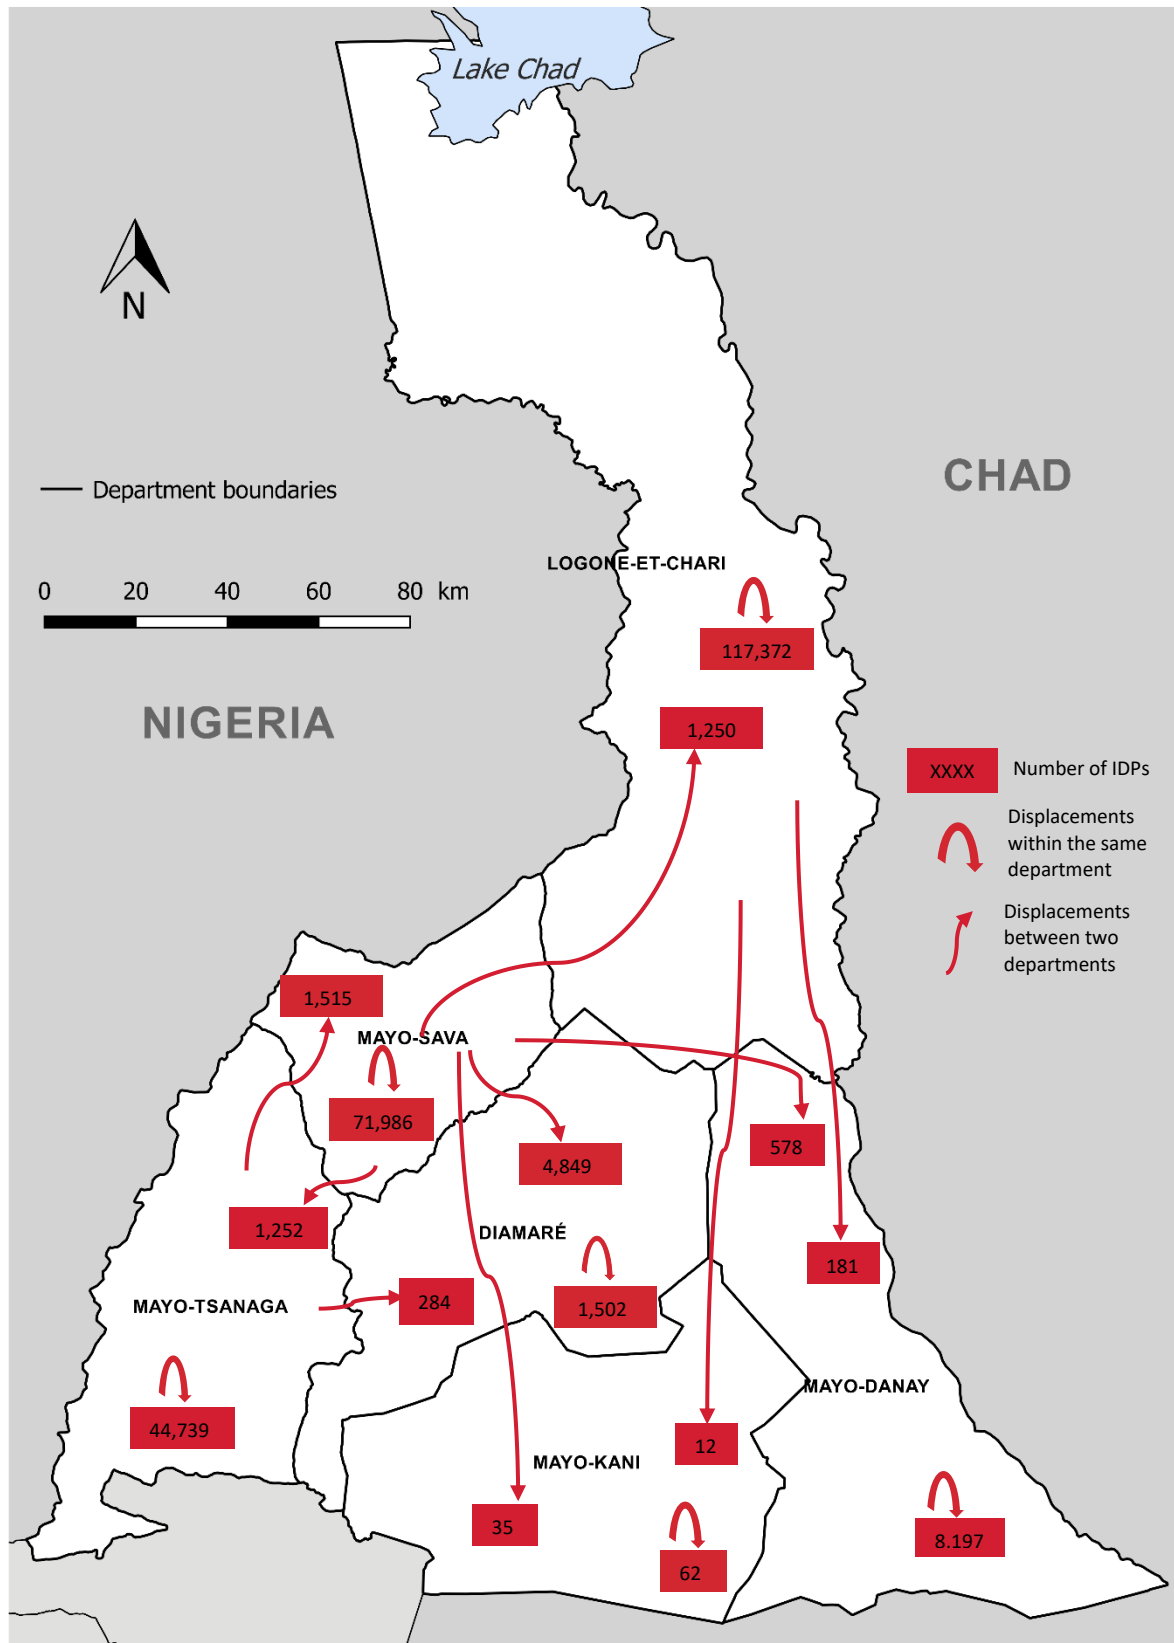 Lake Chad
N
CHAD
Department boundaries
LOGONE-ET-CHARI
0 20 40 60 80 km
117,372
NIGERIA
1,250
XXXX Number of IDPs
Displacements
within the same
department
Displacements
between two
departments
1,515
MAYO-SAVA
71,986
578
4,849
1,252
DIAMARÉ
181
MAYO-TSANAGA
284
1,502
MAYO-DANAY
44,739
12
MAYO-KANI
35
8.197
62